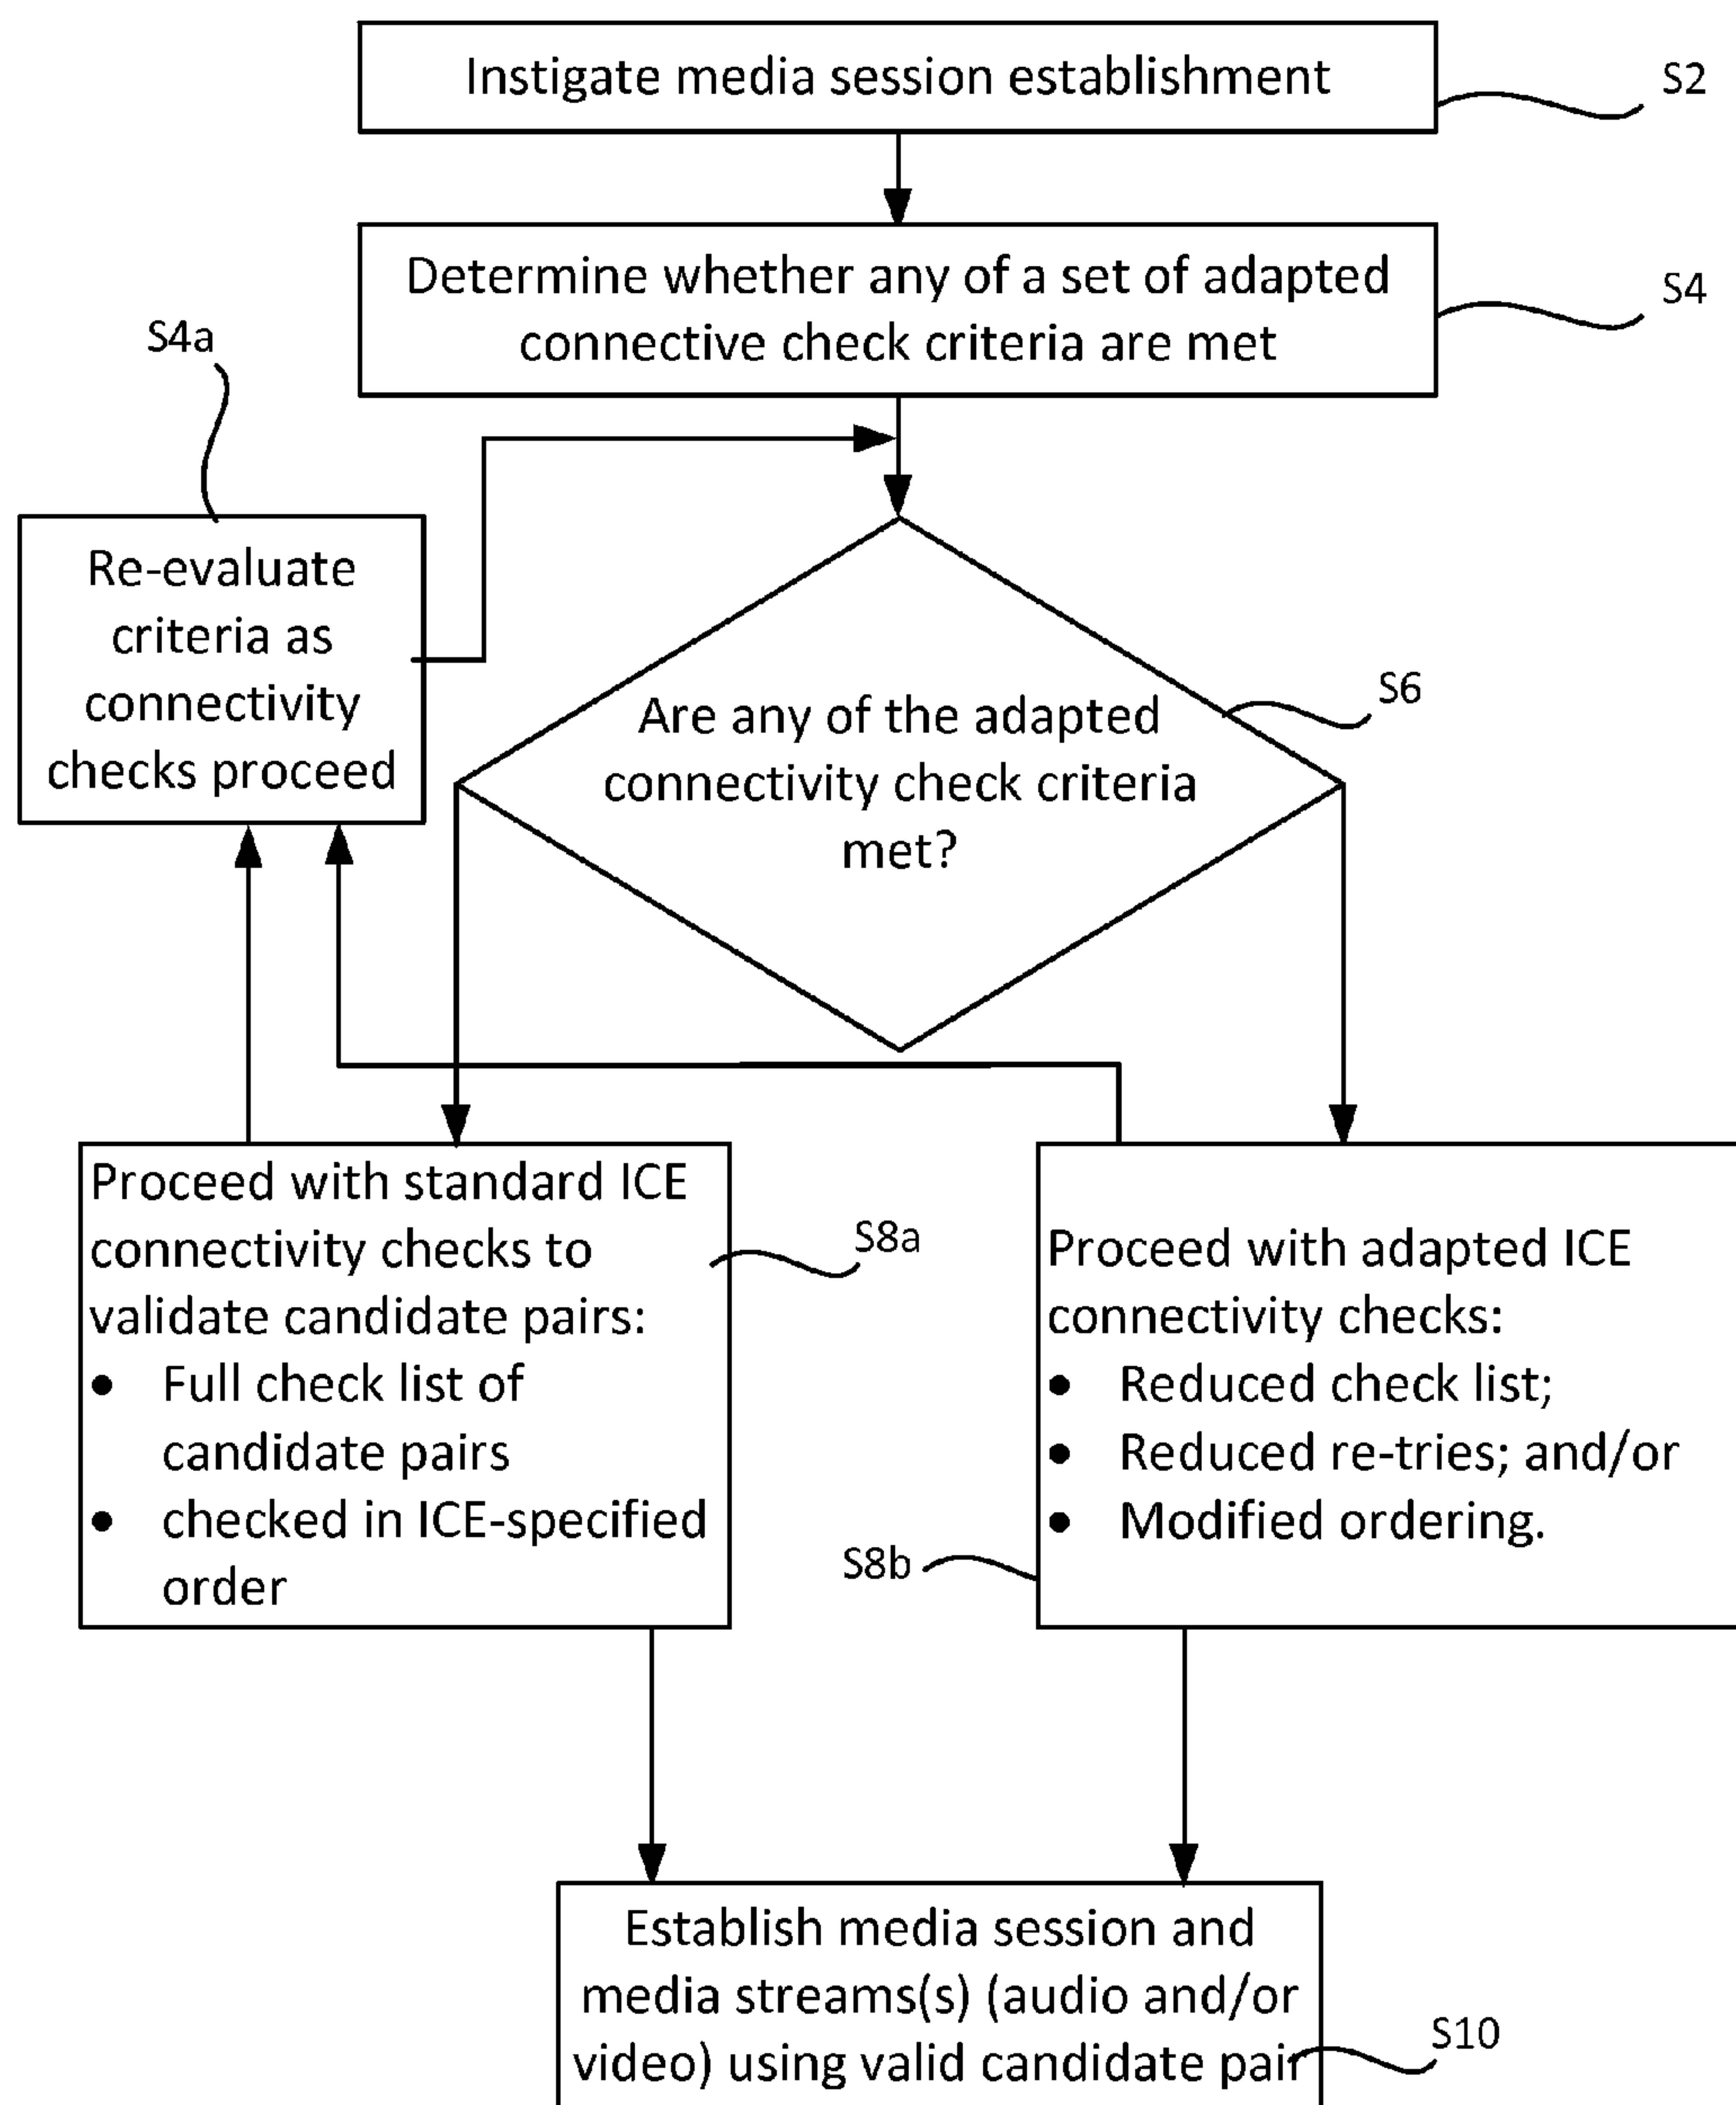 Instigate media session establishment
S2
Determine whether any of a set of adapted
connective check criteria are met
S4
S4a
Re-evaluate
criteria as
connectivity
checks proceed
Are any of the adapted
connectivity check criteria
met?
S6
Proceed with standard ICE
connectivity checks to
validate candidate pairs:
• Full check list of
candidate pairs
• checked in ICE-specified
order
S8a
Proceed with adapted ICE
connectivity checks:
• Reduced check list;
• Reduced re-tries; and/or
• Modified ordering.
S8b
Establish media session and
media streams(s) (audio and/or
video) using valid candidate pair
S10